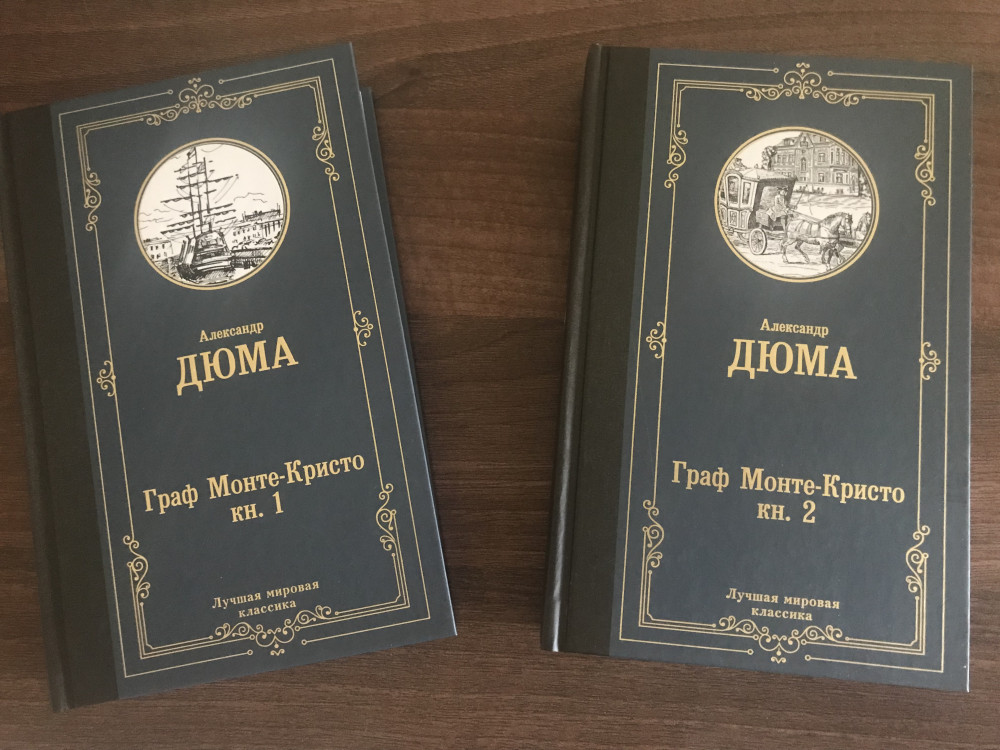 Александр
ДЮМА
Граф Монте-Кристо
кн. 1
Лучшая мировая
классика
Александр
ДЮМА
Граф Монте-Кристо
кн. 2
Лучшая мировая
классика